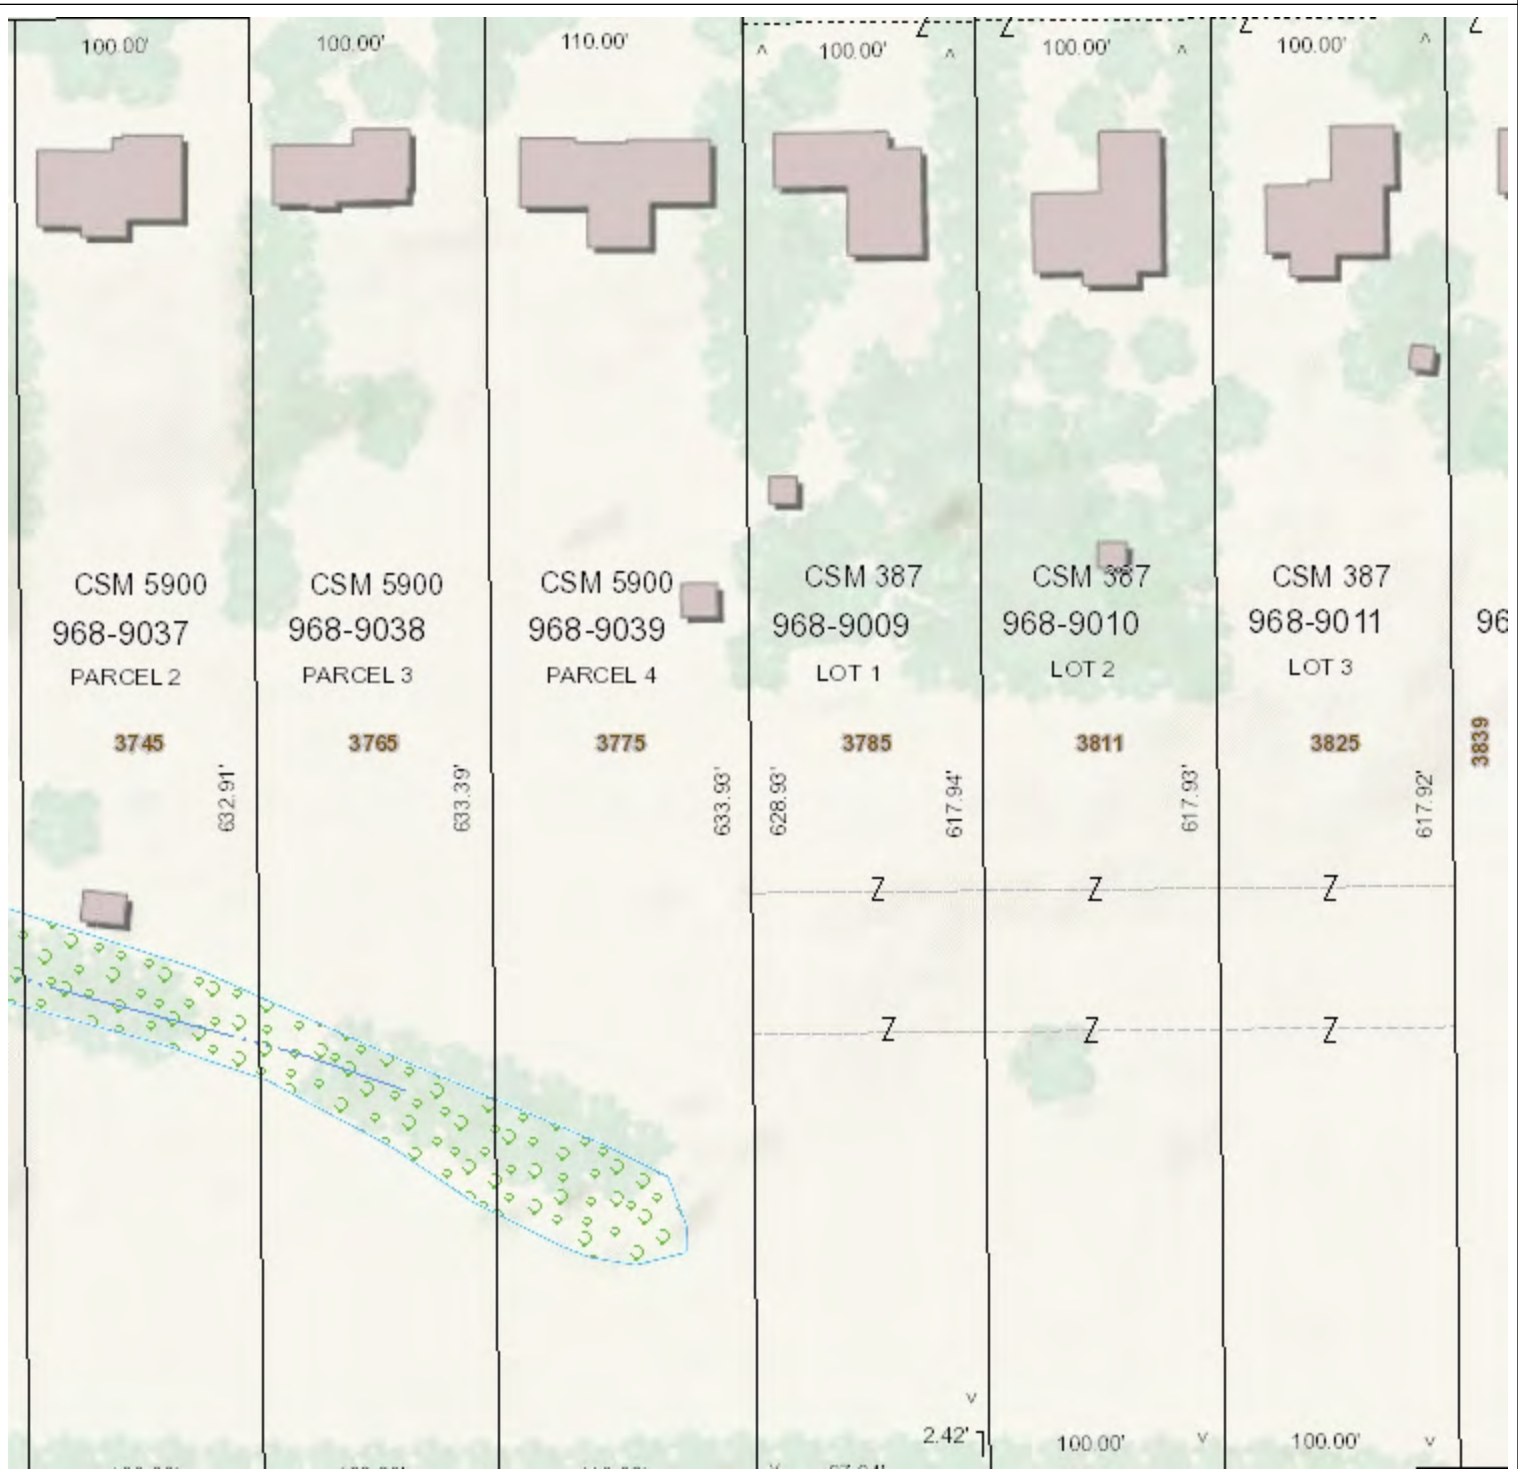 100.00'
100.00'
110.00'
100.00'
100.00'
100.00'
CSM 5900
968-9037
PARCEL 2
3745
632.91'
CSM 5900
968-9038
PARCEL 3
3765
633.39'
CSM 5900
968-9039
PARCEL 4
3775
633.93'
CSM 387
968-9009
LOT 1
3785
628.93'
617.94'
CSM 387
968-9010
LOT 2
3811
617.93'
CSM 387
968-9011
LOT 3
3825
617.92'
96
3839
Z
Z
Z
Z
Z
Z
2.42'
100.00'
100.00'